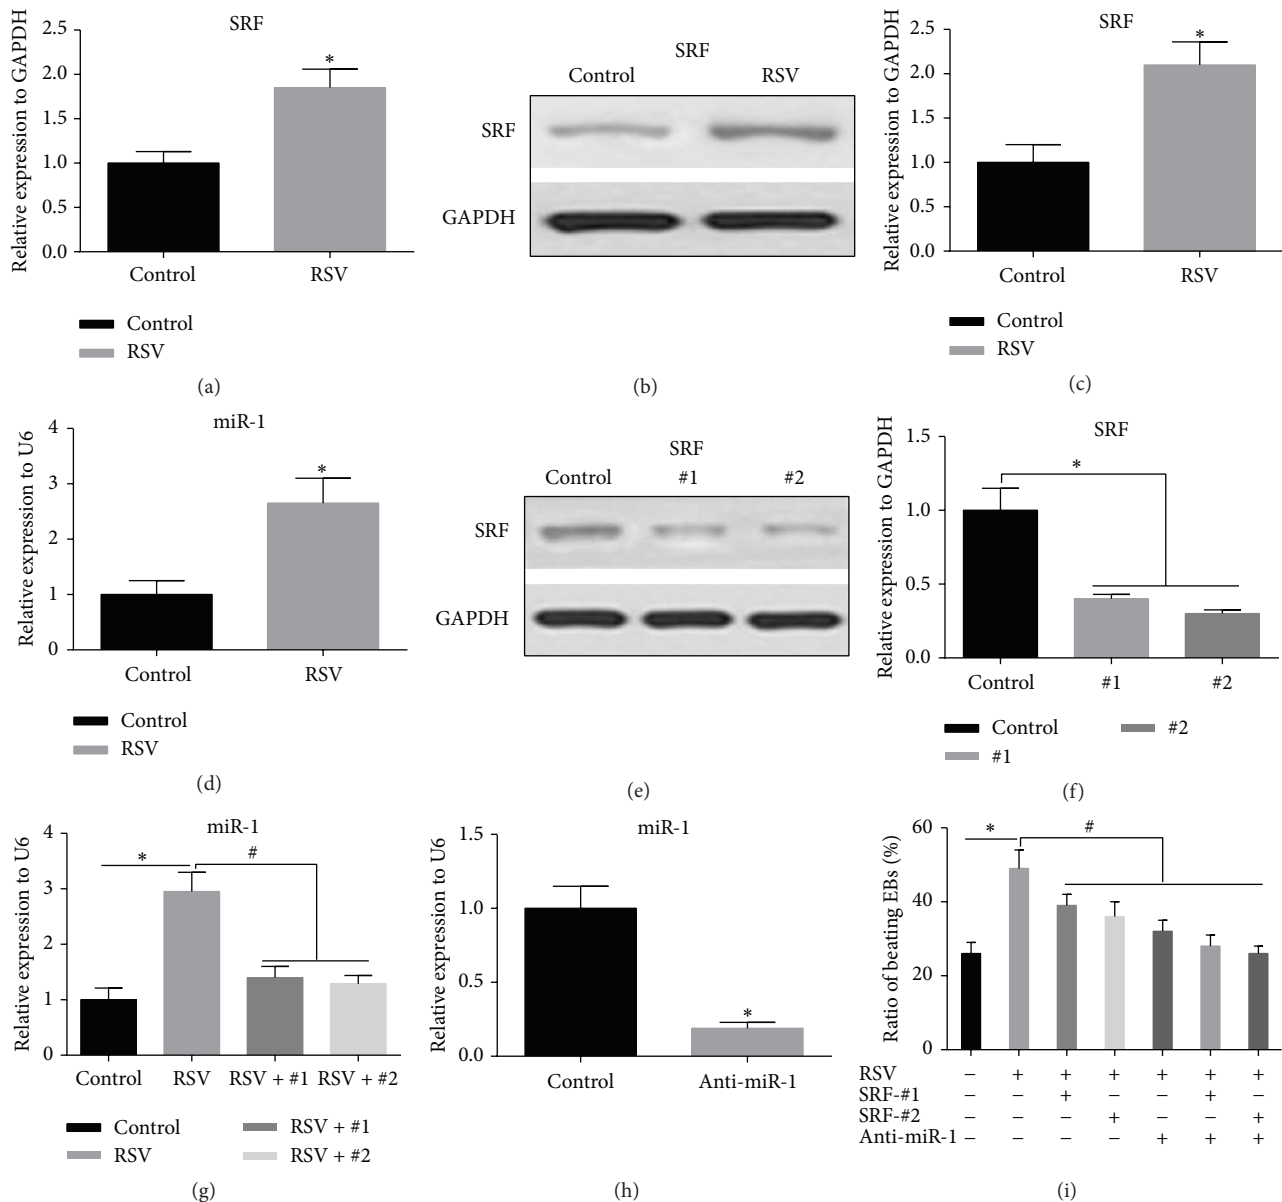 SRF
Relative expression to GAPDH
2.5
2.0
1.5
1.0
0.5
0.0
*
Control RSV
Control
RSV
(a)
SRF
Control RSV
SRF
GAPDH
(b)
SRF
Relative expression to GAPDH
2.5
2.0
1.5
1.0
0.5
0.0
*
Control RSV
Control
RSV
(c)
miR-1
Relative expression to U6
4
3
2
1
0
*
Control RSV
Control
RSV
(d)
SRF
Control #1 #2
SRF
GAPDH
(e)
SRF
Relative expression to GAPDH
1.5
1.0
0.5
0.0
*
Control #1 #2
Control #2
#1
(f)
miR-1
Relative expression to U6
4
3
2
1
0
* #
Control RSV RSV + #1 RSV + #2
Control RSV + #1
RSV RSV + #2
(g)
miR-1
Relative expression to U6
1.5
1.0
0.5
0.0
*
Control Anti-miR-1
(h)
Ratio of beating EBs (%)
60
40
20
0
* #
RSV − + + + + + +
SRF-#1 − − + − − + −
SRF-#2 − − − + − − +
Anti-miR-1 − − − − + + +
(i)